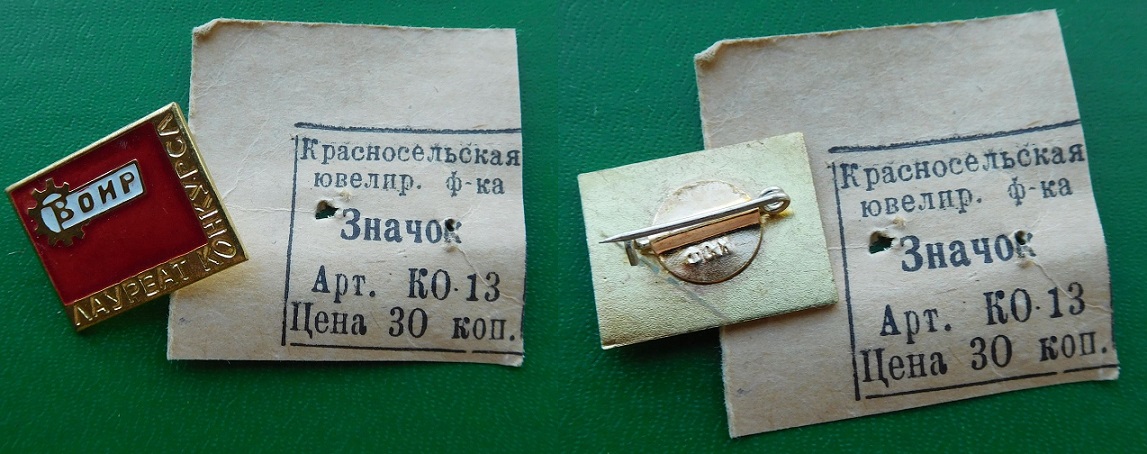 ВОИР
ЛАУРЕАТ КОНКУРСА
Красносельская
ювелир. ф-ка
Значок
Арт. КО-13
Цена 30 коп.
Красносельская
ювелир. ф-ка
Значок
Арт. КО-13
Цена 30 коп.